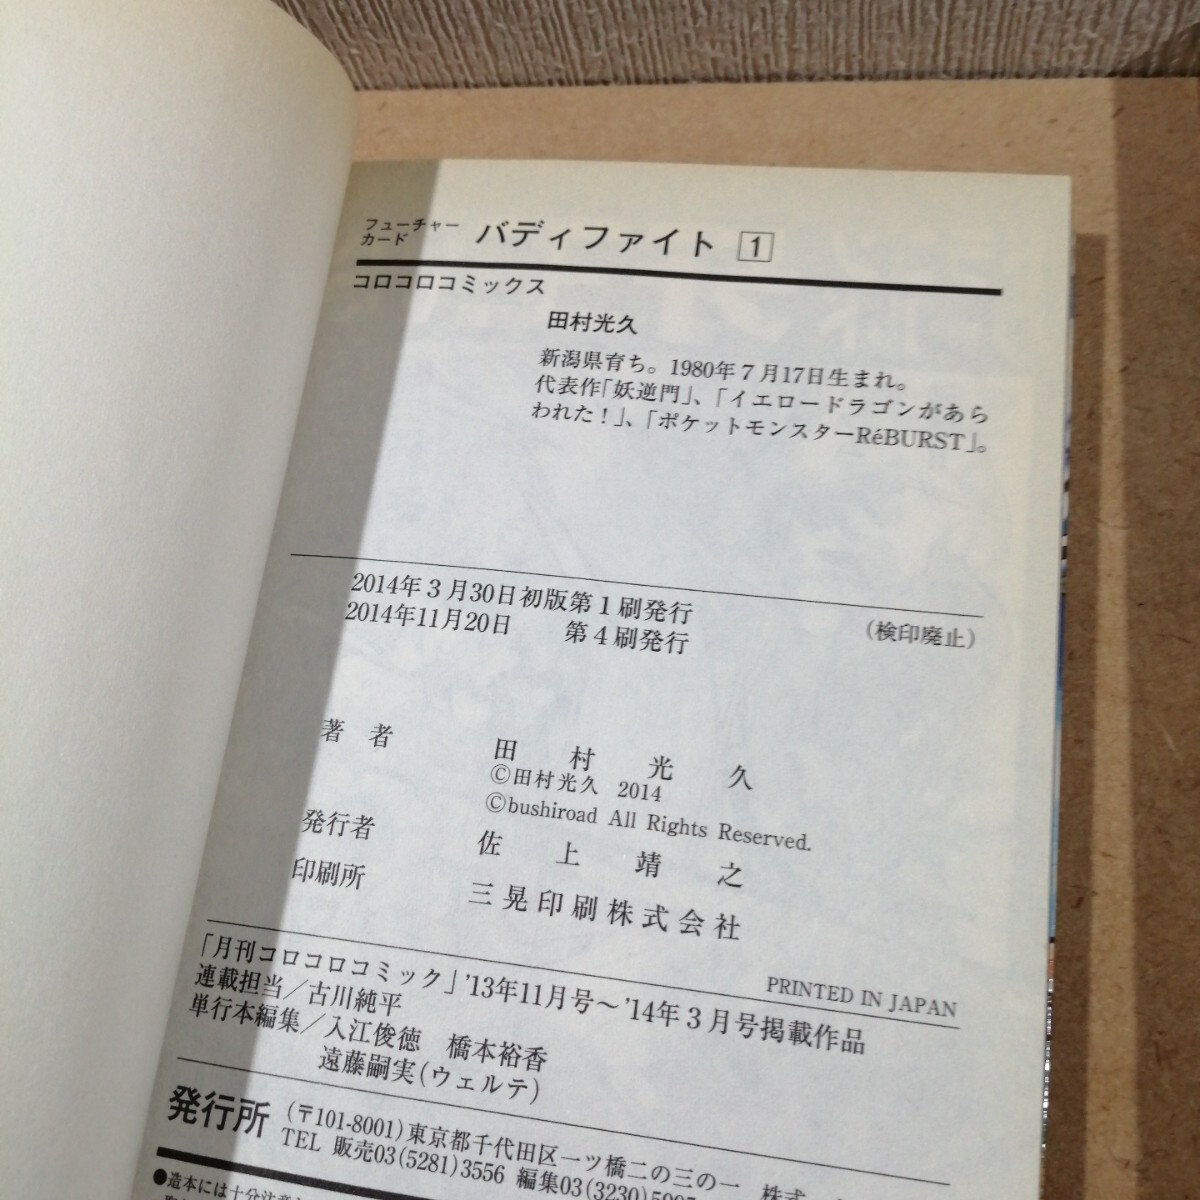 フューチャー
カード
バディファイト 1
コロコロコミックス
田村光久
新潟県育ち。1980年7月17日生まれ。
代表作「妖逆門」、「イエロードラゴンがあら
われた！」、「ポケットモンスターRéBURST」。
2014年3月30日初版第1刷発行
2014年11月20日 第4刷発行
(検印廃止)
著者 田村光久
©田村光久 2014
©bushiroad All Rights Reserved.
発行者 佐上靖之
印刷所 三晃印刷株式会社
PRINTED IN JAPAN
「月刊コロコロコミック」'13年11月号～'14年3月号掲載作品
連載担当／古川純平
単行本編集／入江俊徳 橋本裕香
遠藤嗣実(ウェルテ)
発行所
(〒101-8001)東京都千代田区一ツ橋二の三の一 株式
TEL 販売03(5281)3556 編集03(3230)
●造本には十分注意